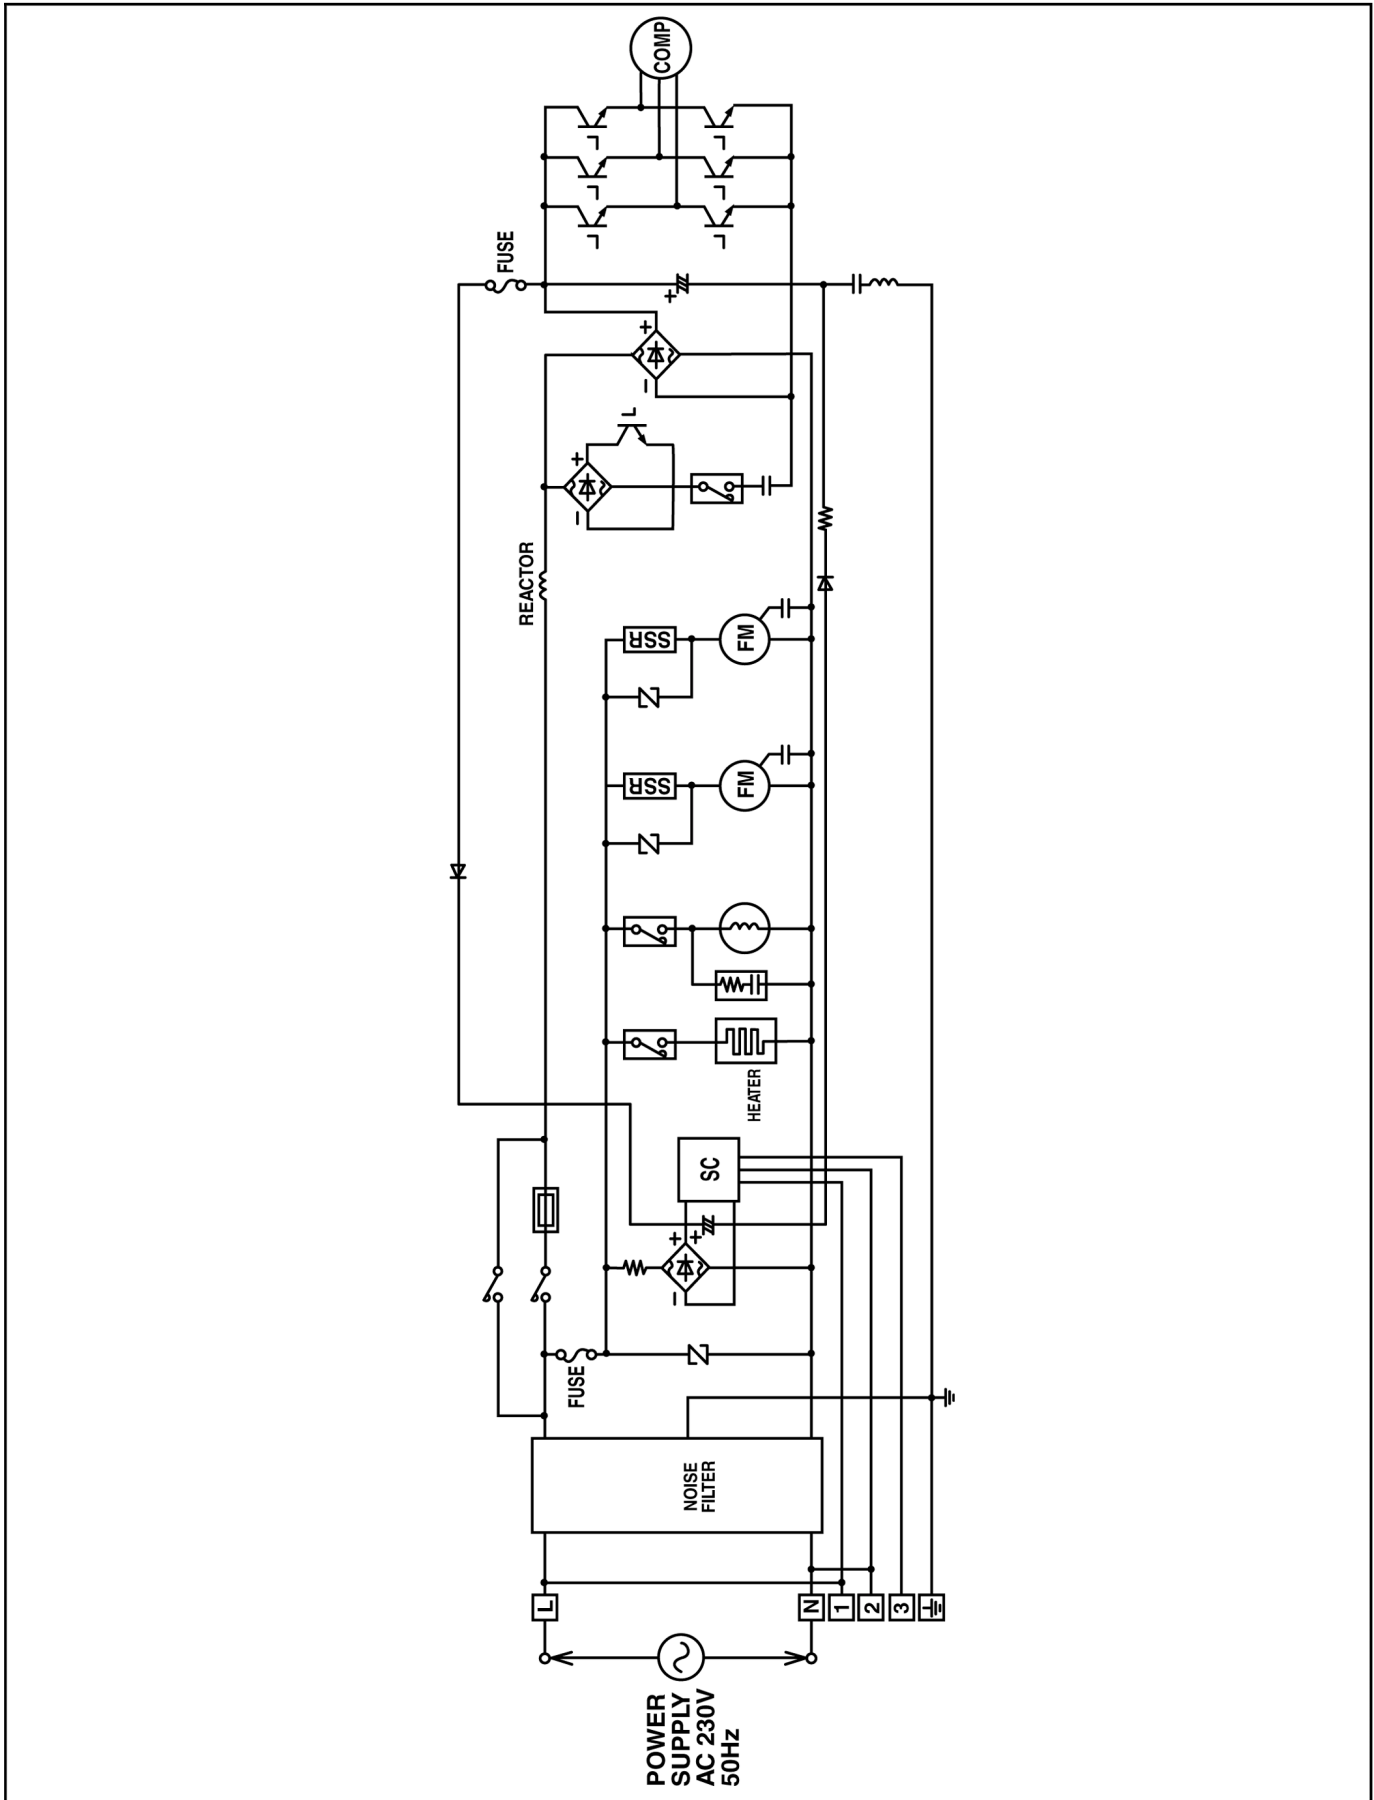 POWER
SUPPLY
AC 230V
50Hz
L
N
1
2
3
NOISE
FILTER
FUSE
SC
+
+
−
HEATER
SSR
FM
SSR
FM
REACTOR
+
−
+
−
+
FUSE
COMP